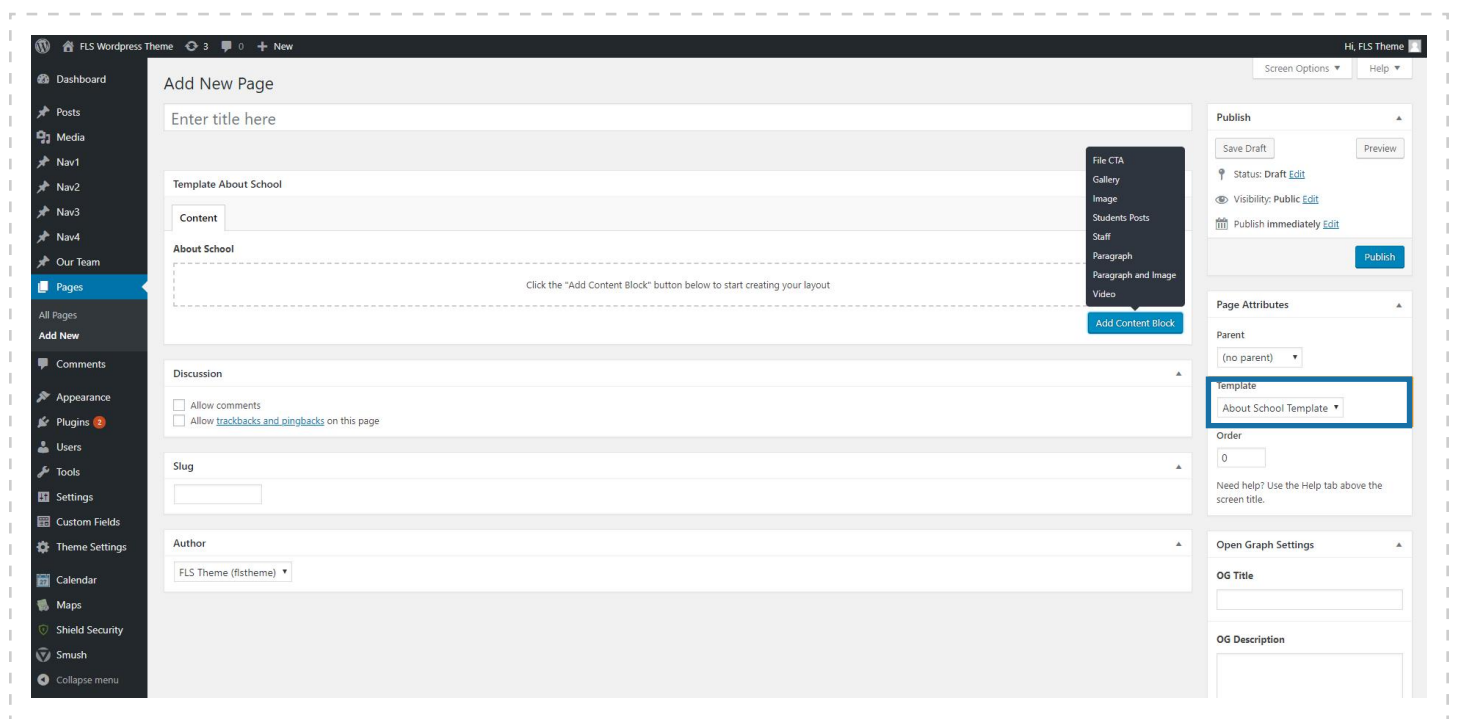 FLS Wordpress Theme 3 0 + New
Hi, FLS Theme
Dashboard
Posts
Media
Nav1
Nav2
Nav3
Nav4
Our Team
Pages
All Pages
Add New
Comments
Appearance
Plugins 2
Users
Tools
Settings
Custom Fields
Theme Settings
Calendar
Maps
Shield Security
Smush
Collapse menu
Screen Options ▼
Help ▼
Add New Page
Enter title here
Template About School
Content
About School
Click the "Add Content Block" button below to start creating your layout
File CTA
Gallery
Image
Students Posts
Staff
Paragraph
Paragraph and Image
Video
Add Content Block
Discussion
Allow comments
Allow trackbacks and pingbacks on this page
Slug
Author
FLS Theme (flstheme)
Publish
Save Draft
Preview
Status: Draft Edit
Visibility: Public Edit
Publish immediately Edit
Publish
Page Attributes
Parent
(no parent)
Template
About School Template
Order
0
Need help? Use the Help tab above the
screen title.
Open Graph Settings
OG Title
OG Description